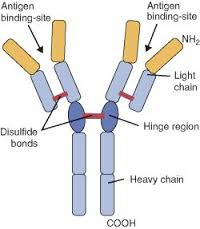 Antigen
binding-site
Antigen
binding-site
NH2
Light
chain
Disulfide
bonds
Hinge region
Heavy chain
COOH